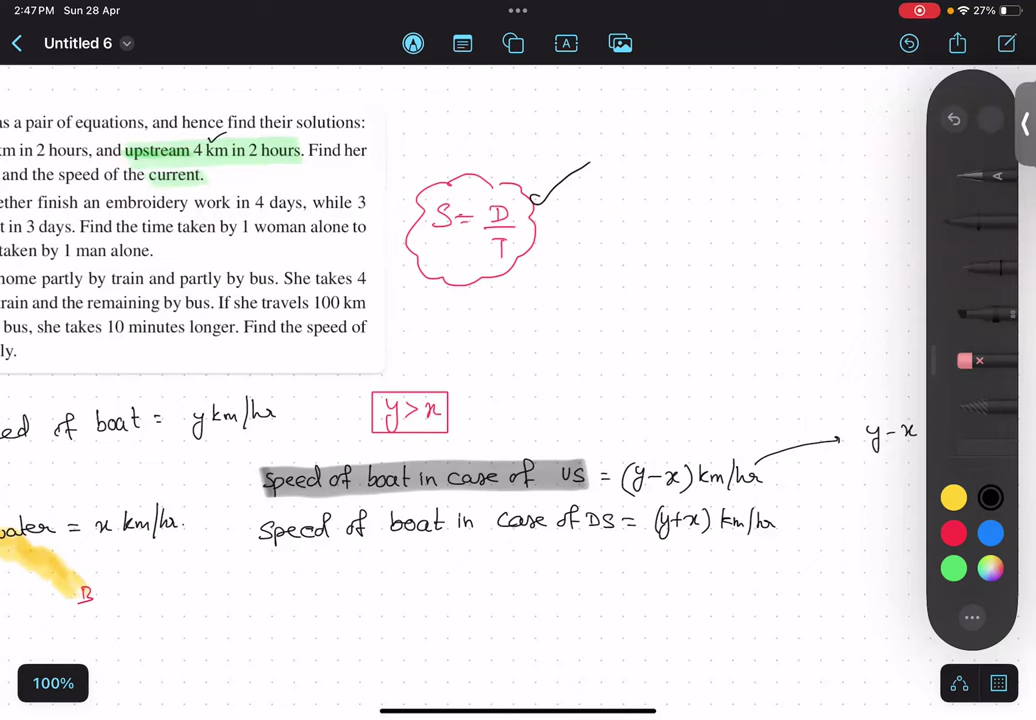 2:47PM Sun 28 Apr
27%
Untitled 6
as a pair of equations, and hence find their solutions:
km in 2 hours, and upstream 4 km in 2 hours. Find her
and the speed of the current.
ether finish an embroidery work in 4 days, while 3
t in 3 days. Find the time taken by 1 woman alone to
taken by 1 man alone.
home partly by train and partly by bus. She takes 4
rain and the remaining by bus. If she travels 100 km
bus, she takes 10 minutes longer. Find the speed of
ly.
S = D/T
eed of boat = y km/hr
y > x
y - x
speed of boat in case of US = (y-x) km/hr
water = x km/hr.
speed of boat in case of DS = (y+x) km/hr
B
100%